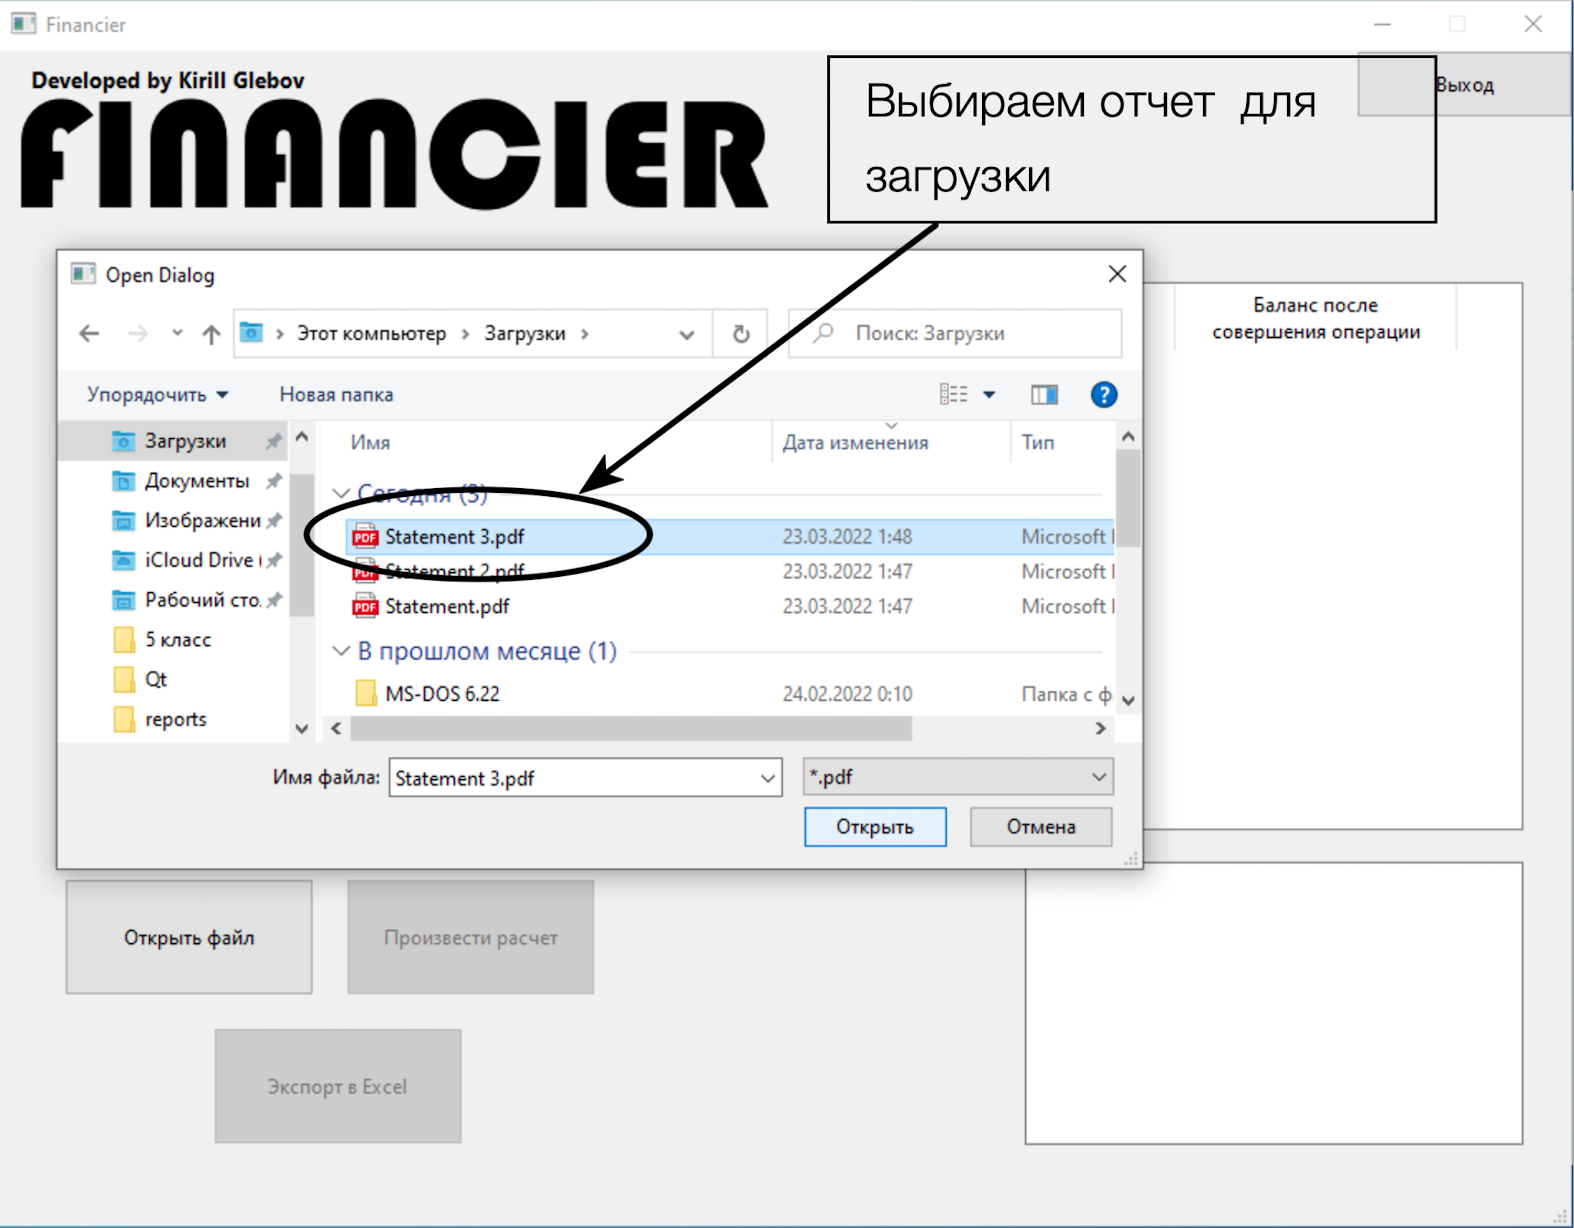 Financier
Developed by Kirill Glebov
FINANCIER
Выбираем отчет для
загрузки
Выход
Open Dialog
Этот компьютер
Загрузки
Поиск: Загрузки
Упорядочить
Новая папка
Баланс после
совершения операции
Загрузки
Документы
Изображени
iCloud Drive
Рабочий сто
5 класс
Qt
reports
Имя
Дата изменения
Тип
Сегодня (3)
PDF Statement 3.pdf 23.03.2022 1:48 Microsoft
PDF Statement 2.pdf 23.03.2022 1:47 Microsoft
PDF Statement.pdf 23.03.2022 1:47 Microsoft
В прошлом месяце (1)
MS-DOS 6.22 24.02.2022 0:10 Папка с ф
Имя файла: Statement 3.pdf
*.pdf
Открыть
Отмена
Открыть файл
Произвести расчет
Экспорт в Excel